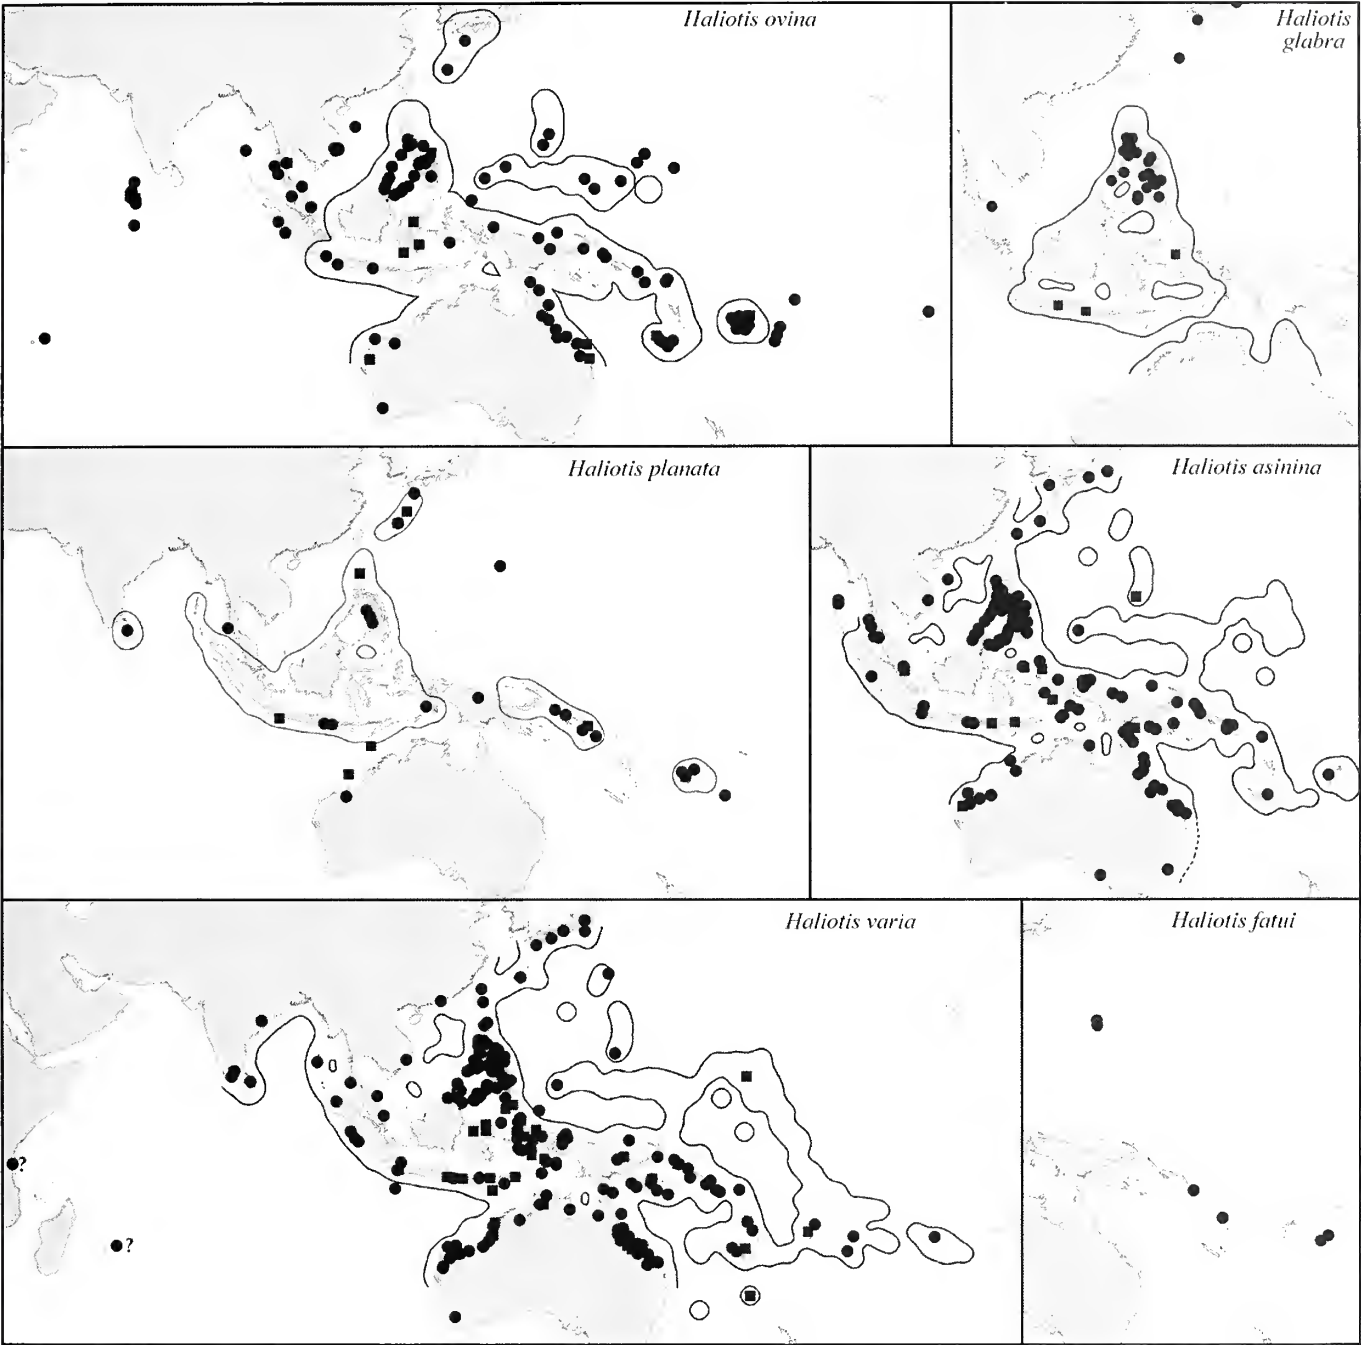 Haliotis ovina
Haliotis
glabra
Haliotis planata
Haliotis asinina
Haliotis varia
Haliotis fatui
?
?